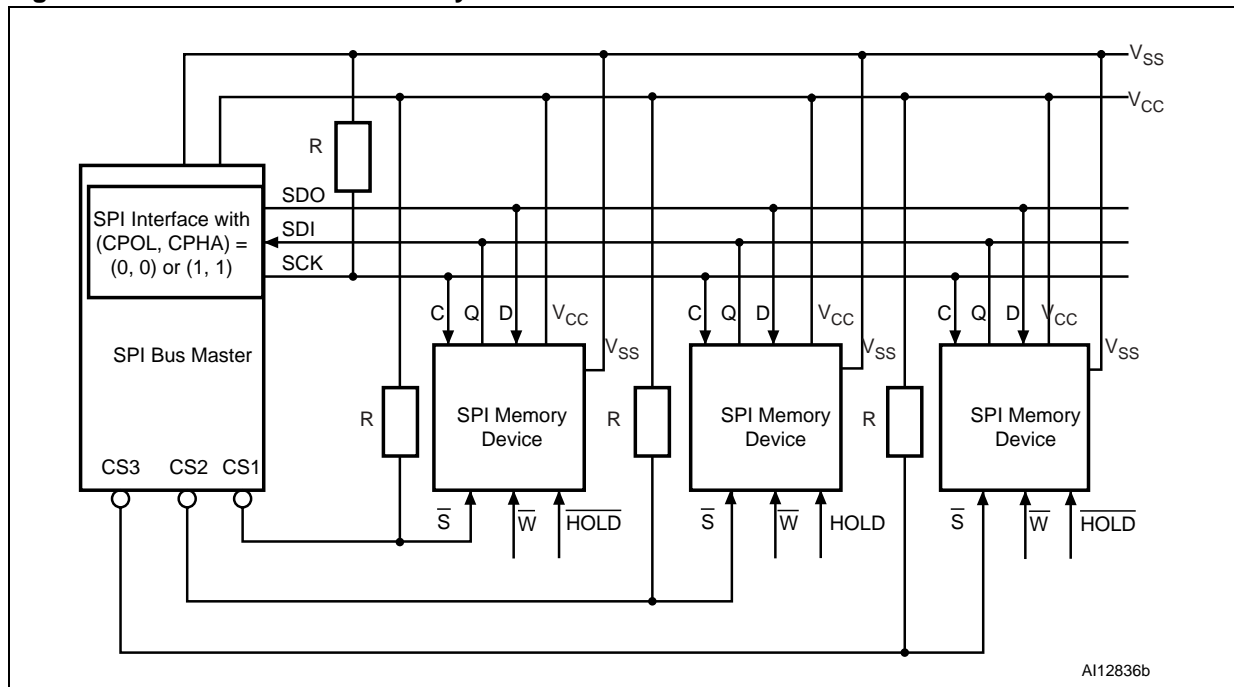 VSS
VCC
R
SDO
SPI Interface with
(CPOL, CPHA) =
(0, 0) or (1, 1)
SDI
SCK
C Q D VCC
C Q D VCC
C Q D VCC
VSS
VSS
VSS
SPI Bus Master
R
SPI Memory
Device
R
SPI Memory
Device
R
SPI Memory
Device
CS3 CS2 CS1
S̅ W̅ H̅O̅L̅D̅
S̅ W̅ HOLD
S̅ W̅ H̅O̅L̅D̅
AI12836b